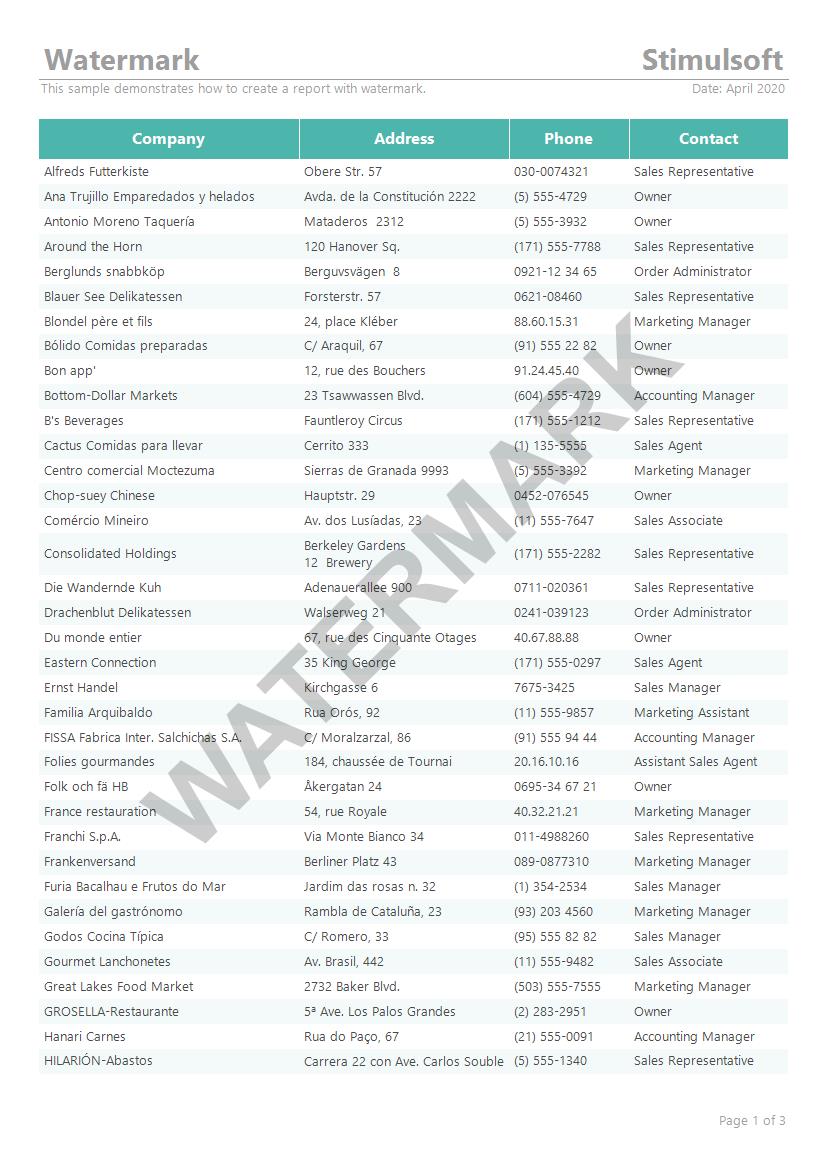 Watermark Stimulsoft
This sample demonstrates how to create a report with watermark. Date: April 2020
Company Address Phone Contact
Alfreds Futterkiste Obere Str. 57 030-0074321 Sales Representative
Ana Trujillo Emparedados y helados Avda. de la Constitución 2222 (5) 555-4729 Owner
Antonio Moreno Taquería Mataderos  2312 (5) 555-3932 Owner
Around the Horn 120 Hanover Sq. (171) 555-7788 Sales Representative
Berglunds snabbköp Berguvsvägen  8 0921-12 34 65 Order Administrator
Blauer See Delikatessen Forsterstr. 57 0621-08460 Sales Representative
Blondel père et fils 24, place Kléber 88.60.15.31 Marketing Manager
Bólido Comidas preparadas C/ Araquil, 67 (91) 555 22 82 Owner
Bon app' 12, rue des Bouchers 91.24.45.40 Owner
Bottom-Dollar Markets 23 Tsawwassen Blvd. (604) 555-4729 Accounting Manager
B's Beverages Fauntleroy Circus (171) 555-1212 Sales Representative
Cactus Comidas para llevar Cerrito 333 (1) 135-5555 Sales Agent
Centro comercial Moctezuma Sierras de Granada 9993 (5) 555-3392 Marketing Manager
Chop-suey Chinese Hauptstr. 29 0452-076545 Owner
Comércio Mineiro Av. dos Lusíadas, 23 (11) 555-7647 Sales Associate
Consolidated Holdings Berkeley Gardens
12  Brewery (171) 555-2282 Sales Representative
Die Wandernde Kuh Adenauerallee 900 0711-020361 Sales Representative
Drachenblut Delikatessen Walserweg 21 0241-039123 Order Administrator
Du monde entier 67, rue des Cinquante Otages 40.67.88.88 Owner
Eastern Connection 35 King George (171) 555-0297 Sales Agent
Ernst Handel Kirchgasse 6 7675-3425 Sales Manager
Familia Arquibaldo Rua Orós, 92 (11) 555-9857 Marketing Assistant
FISSA Fabrica Inter. Salchichas S.A. C/ Moralzarzal, 86 (91) 555 94 44 Accounting Manager
Folies gourmandes 184, chaussée de Tournai 20.16.10.16 Assistant Sales Agent
Folk och fä HB Åkergatan 24 0695-34 67 21 Owner
France restauration 54, rue Royale 40.32.21.21 Marketing Manager
Franchi S.p.A. Via Monte Bianco 34 011-4988260 Sales Representative
Frankenversand Berliner Platz 43 089-0877310 Marketing Manager
Furia Bacalhau e Frutos do Mar Jardim das rosas n. 32 (1) 354-2534 Sales Manager
Galería del gastrónomo Rambla de Cataluña, 23 (93) 203 4560 Marketing Manager
Godos Cocina Típica C/ Romero, 33 (95) 555 82 82 Sales Manager
Gourmet Lanchonetes Av. Brasil, 442 (11) 555-9482 Sales Associate
Great Lakes Food Market 2732 Baker Blvd. (503) 555-7555 Marketing Manager
GROSELLA-Restaurante 5ª Ave. Los Palos Grandes (2) 283-2951 Owner
Hanari Carnes Rua do Paço, 67 (21) 555-0091 Accounting Manager
HILARIÓN-Abastos Carrera 22 con Ave. Carlos Souble (5) 555-1340 Sales Representative
WATERMARK
Page 1 of 3